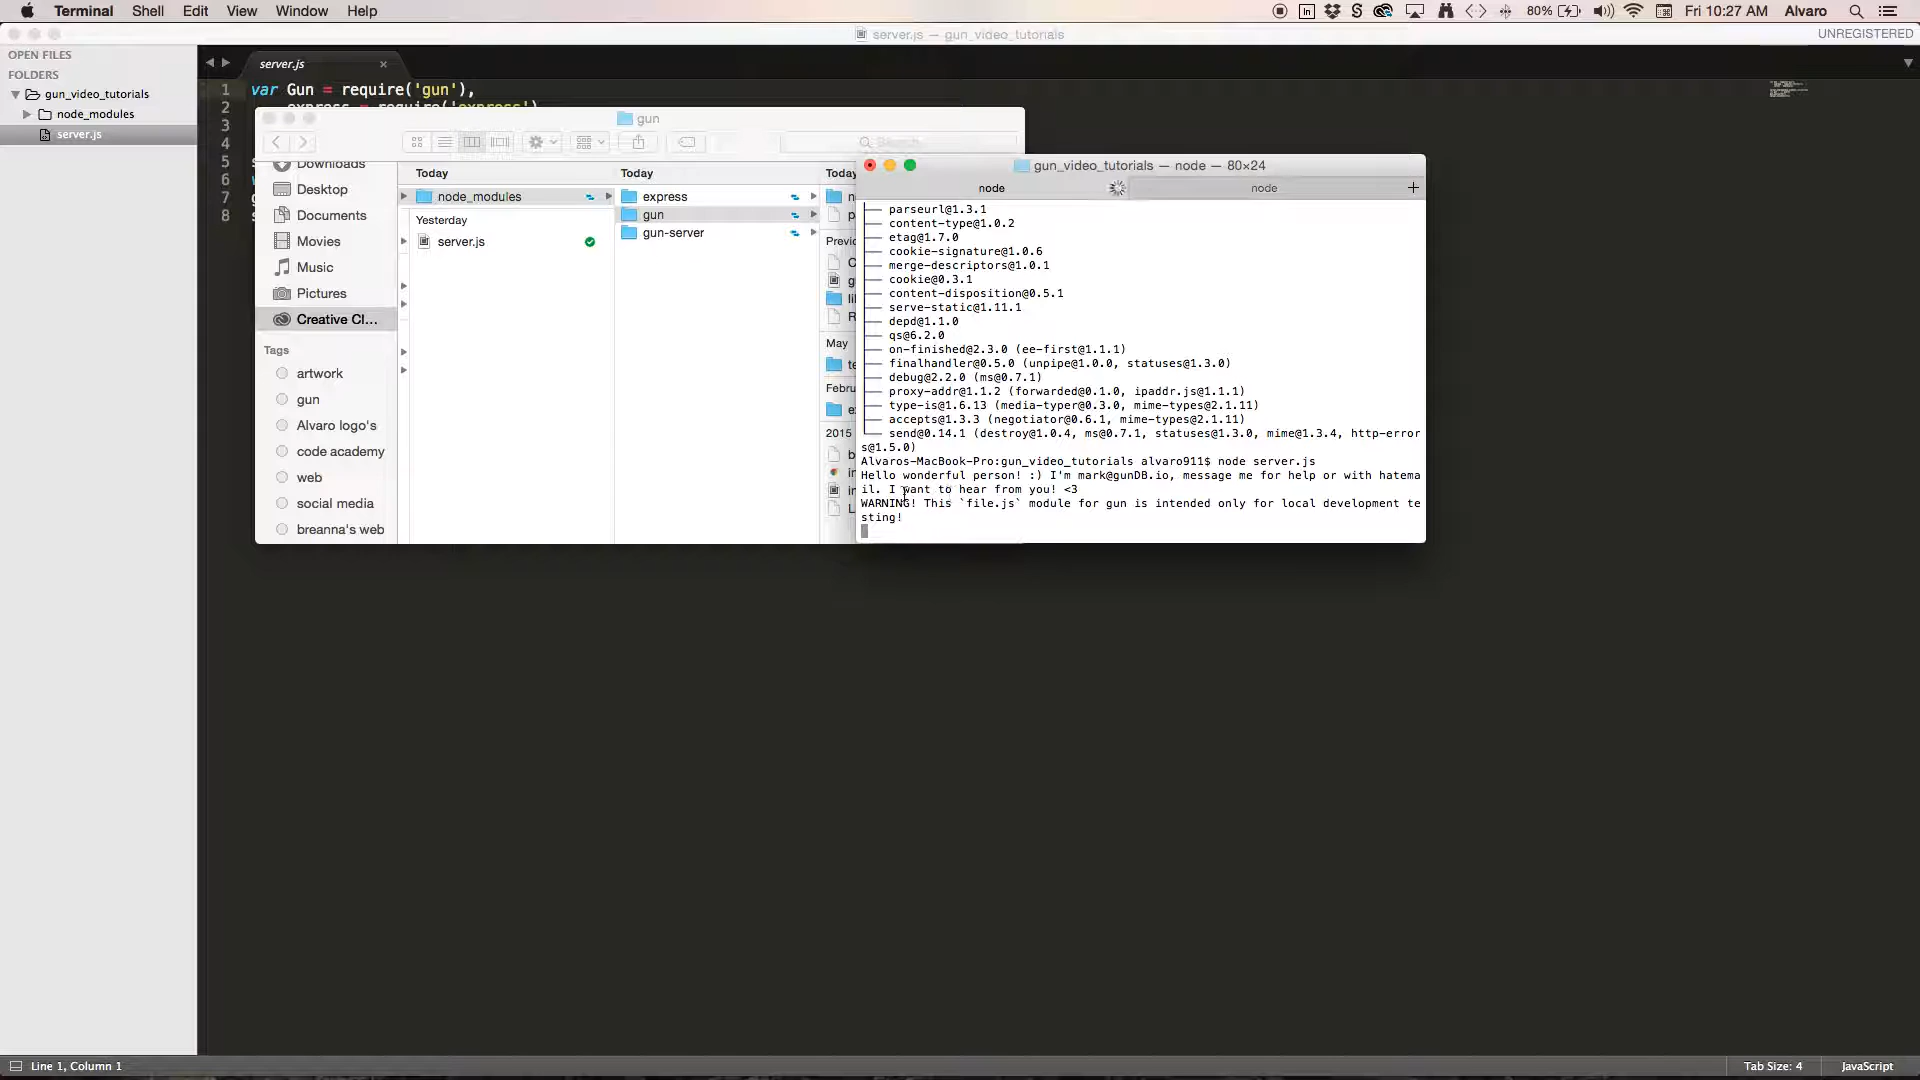 Terminal Shell Edit View Window Help
80% Fri 10:27 AM Alvaro
server.js — gun_video_tutorials
UNREGISTERED
OPEN FILES
FOLDERS
gun_video_tutorials
node_modules
server.js
server.js
1 var Gun = require('gun'),
2 express = require('express')
3
4
5
6
7
8
gun
Search
Downloads
Desktop
Documents
Movies
Music
Pictures
Creative Cl...
Tags
artwork
gun
Alvaro logo's
code academy
web
social media
breanna's web
Today
node_modules
Yesterday
server.js
Today
express
gun
gun-server
Today
May
2015
gun_video_tutorials — node — 80×24
node
node
parseurl@1.3.1
content-type@1.0.2
etag@1.7.0
cookie-signature@1.0.6
merge-descriptors@1.0.1
cookie@0.3.1
content-disposition@0.5.1
serve-static@1.11.1
depd@1.1.0
qs@6.2.0
on-finished@2.3.0 (ee-first@1.1.1)
finalhandler@0.5.0 (unpipe@1.0.0, statuses@1.3.0)
debug@2.2.0 (ms@0.7.1)
proxy-addr@1.1.2 (forwarded@0.1.0, ipaddr.js@1.1.1)
type-is@1.6.13 (media-typer@0.3.0, mime-types@2.1.11)
accepts@1.3.3 (negotiator@0.6.1, mime-types@2.1.11)
send@0.14.1 (destroy@1.0.4, ms@0.7.1, statuses@1.3.0, mime@1.3.4, http-error
s@1.5.0)
Alvaros-MacBook-Pro:gun_video_tutorials alvaro911$ node server.js
Hello wonderful person! :) I'm mark@gunDB.io, message me for help or with hatema
il. I want to hear from you! <3
WARNING! This `file.js` module for gun is intended only for local development te
sting!
Line 1, Column 1
Tab Size: 4
JavaScript